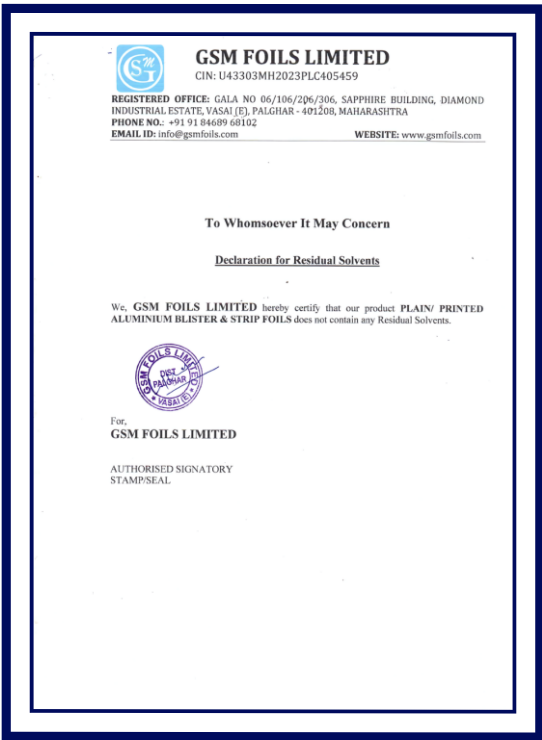 GSM
GSM FOILS LIMITED
CIN: U43303MH2023PLC405459
REGISTERED OFFICE: GALA NO 06/106/206/306, SAPPHIRE BUILDING, DIAMOND
INDUSTRIAL ESTATE, VASAI (E), PALGHAR - 401208, MAHARASHTRA
PHONE NO.: +91 91 84689 68102
EMAIL ID: info@gsmfoils.com WEBSITE: www.gsmfoils.com
To Whomsoever It May Concern
Declaration for Residual Solvents
We, GSM FOILS LIMITED hereby certify that our product PLAIN/ PRINTED
ALUMINIUM BLISTER & STRIP FOILS does not contain any Residual Solvents.
GSM FOILS LIMITED
DIST.
PALGHAR
* VASAI (E) *
For,
GSM FOILS LIMITED
AUTHORISED SIGNATORY
STAMP/SEAL